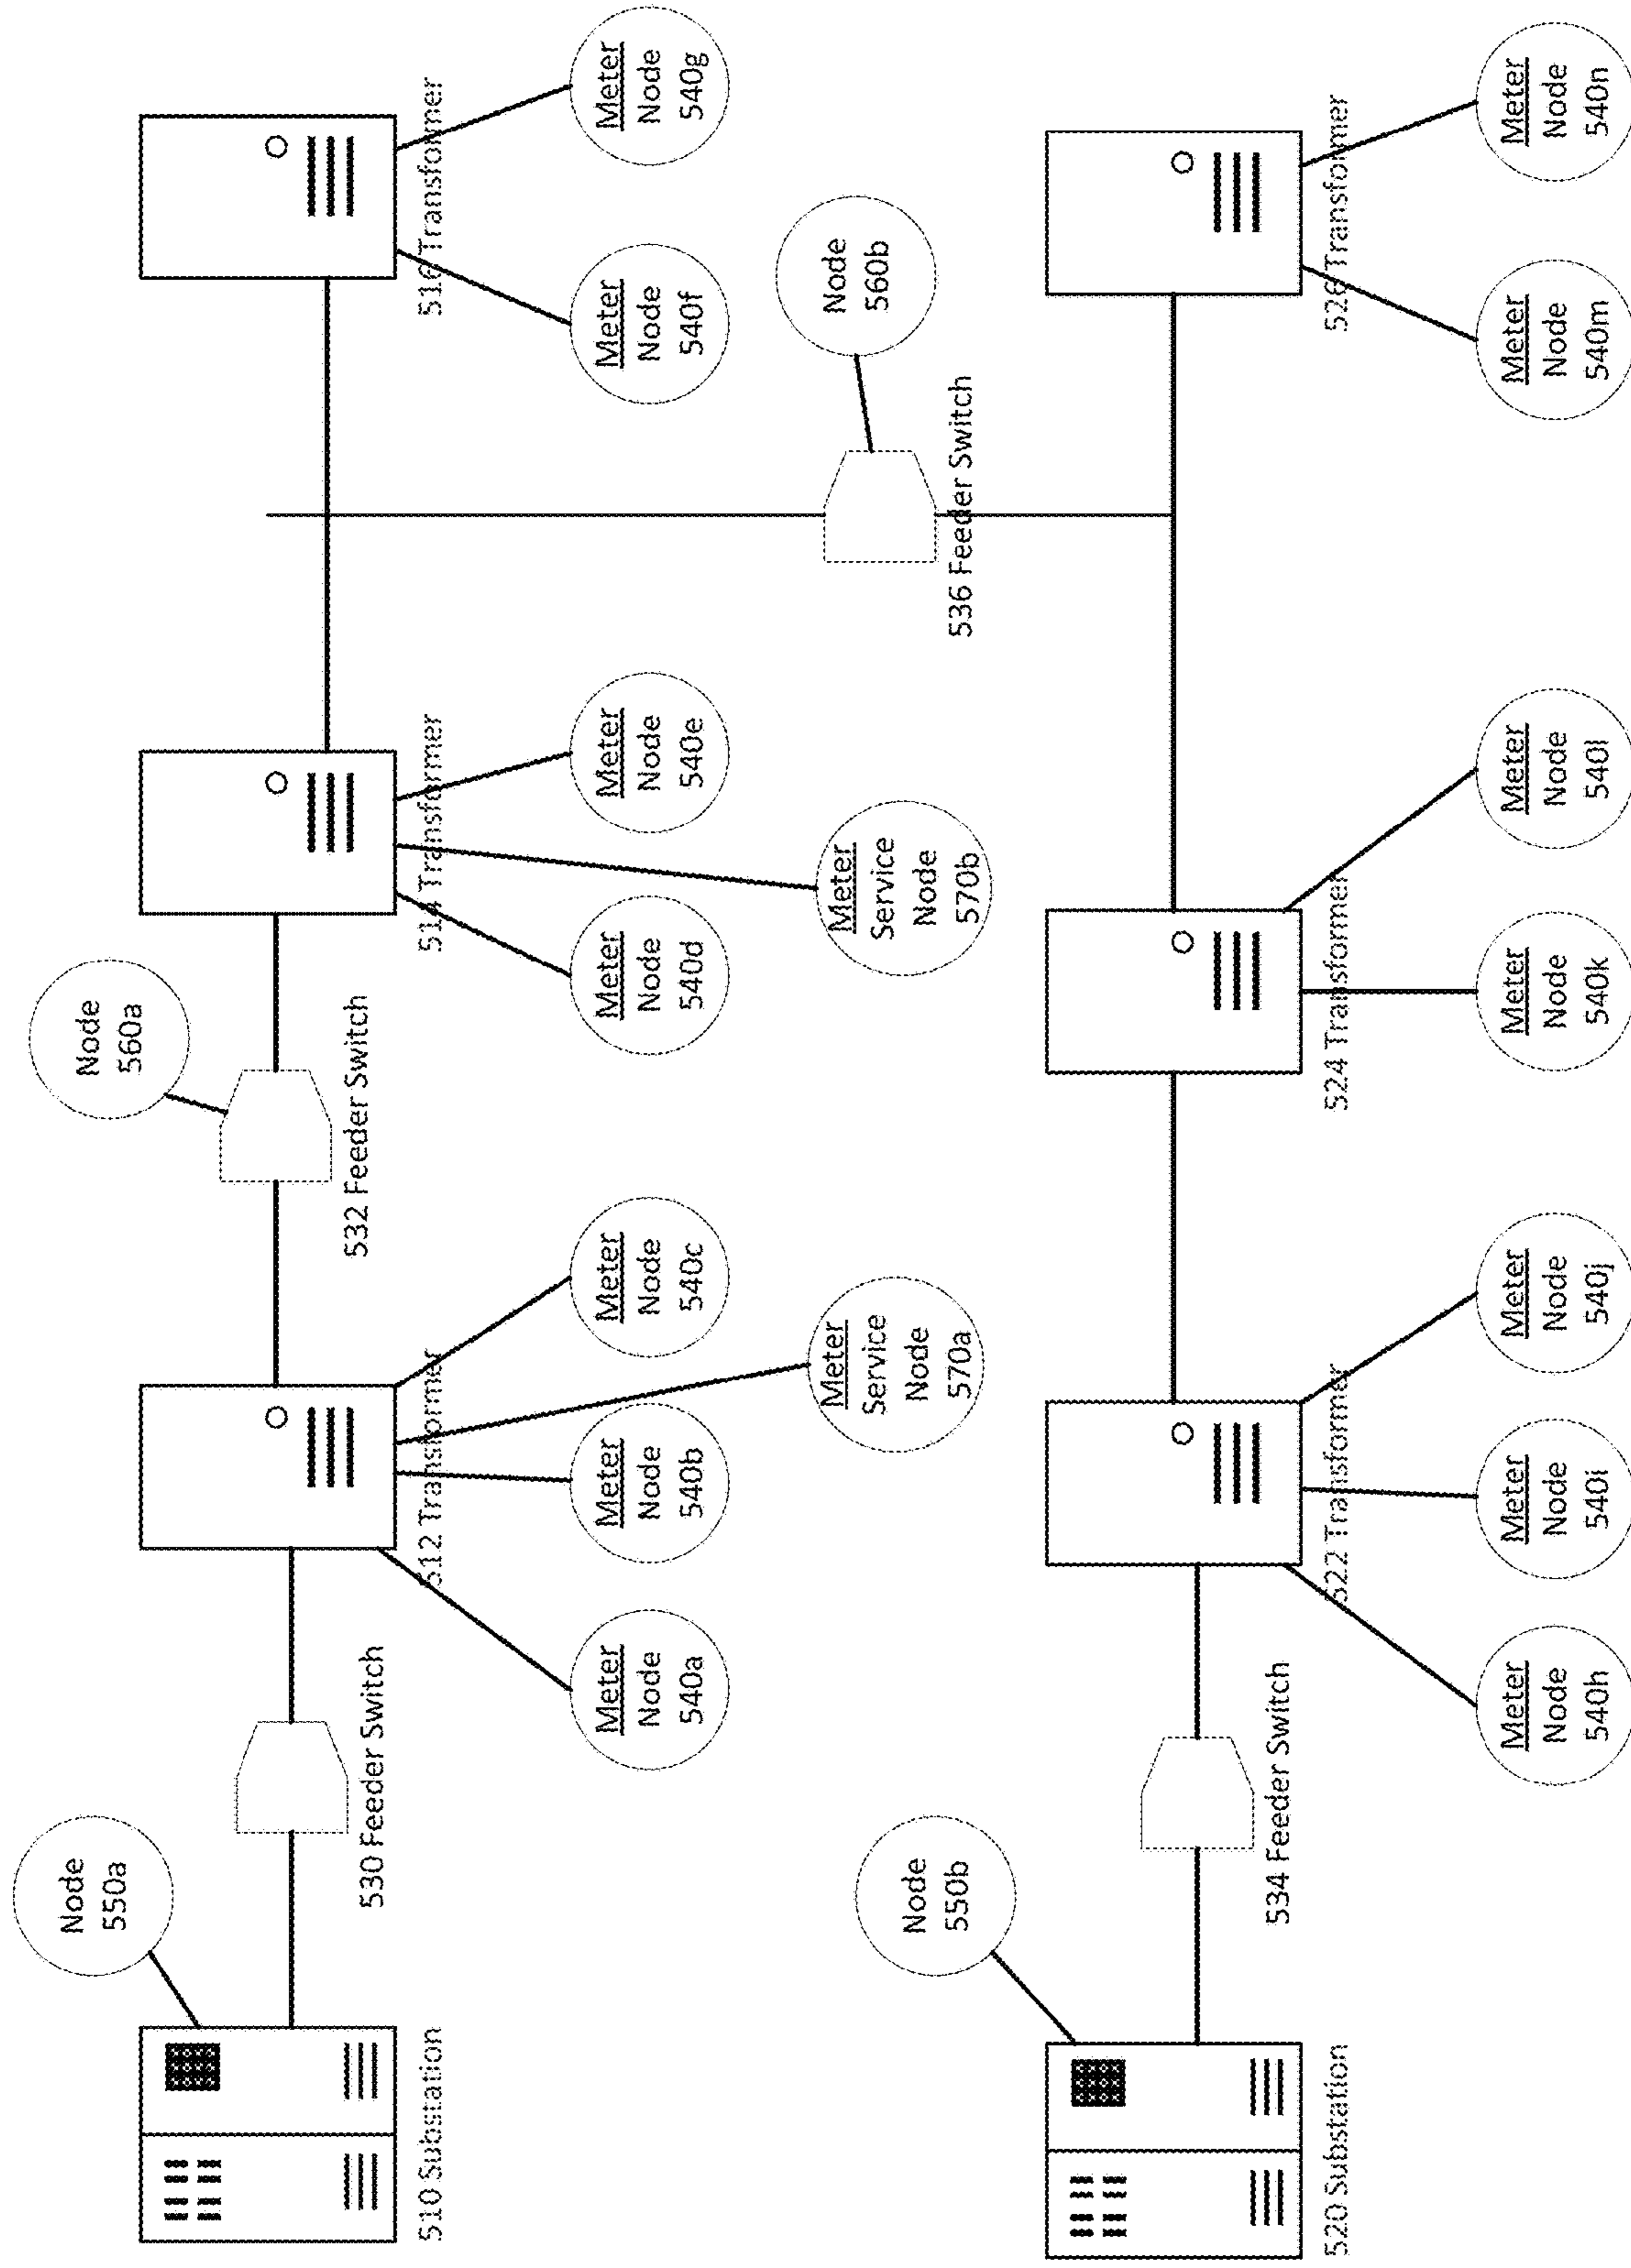 Node
550a
510 Substation
530 Feeder Switch
512 Transformer
Meter
Node
540a
Meter
Node
540b
Meter
Service
Node
570a
Meter
Node
540c
Node
560a
532 Feeder Switch
514 Transformer
Meter
Node
540d
Meter
Service
Node
570b
Meter
Node
540e
516 Transformer
Meter
Node
540f
Meter
Node
540g
Node
560b
536 Feeder Switch
Node
550b
520 Substation
534 Feeder Switch
522 Transformer
Meter
Node
540h
Meter
Node
540i
Meter
Node
540j
524 Transformer
Meter
Node
540k
Meter
Node
540l
526 Transformer
Meter
Node
540m
Meter
Node
540n